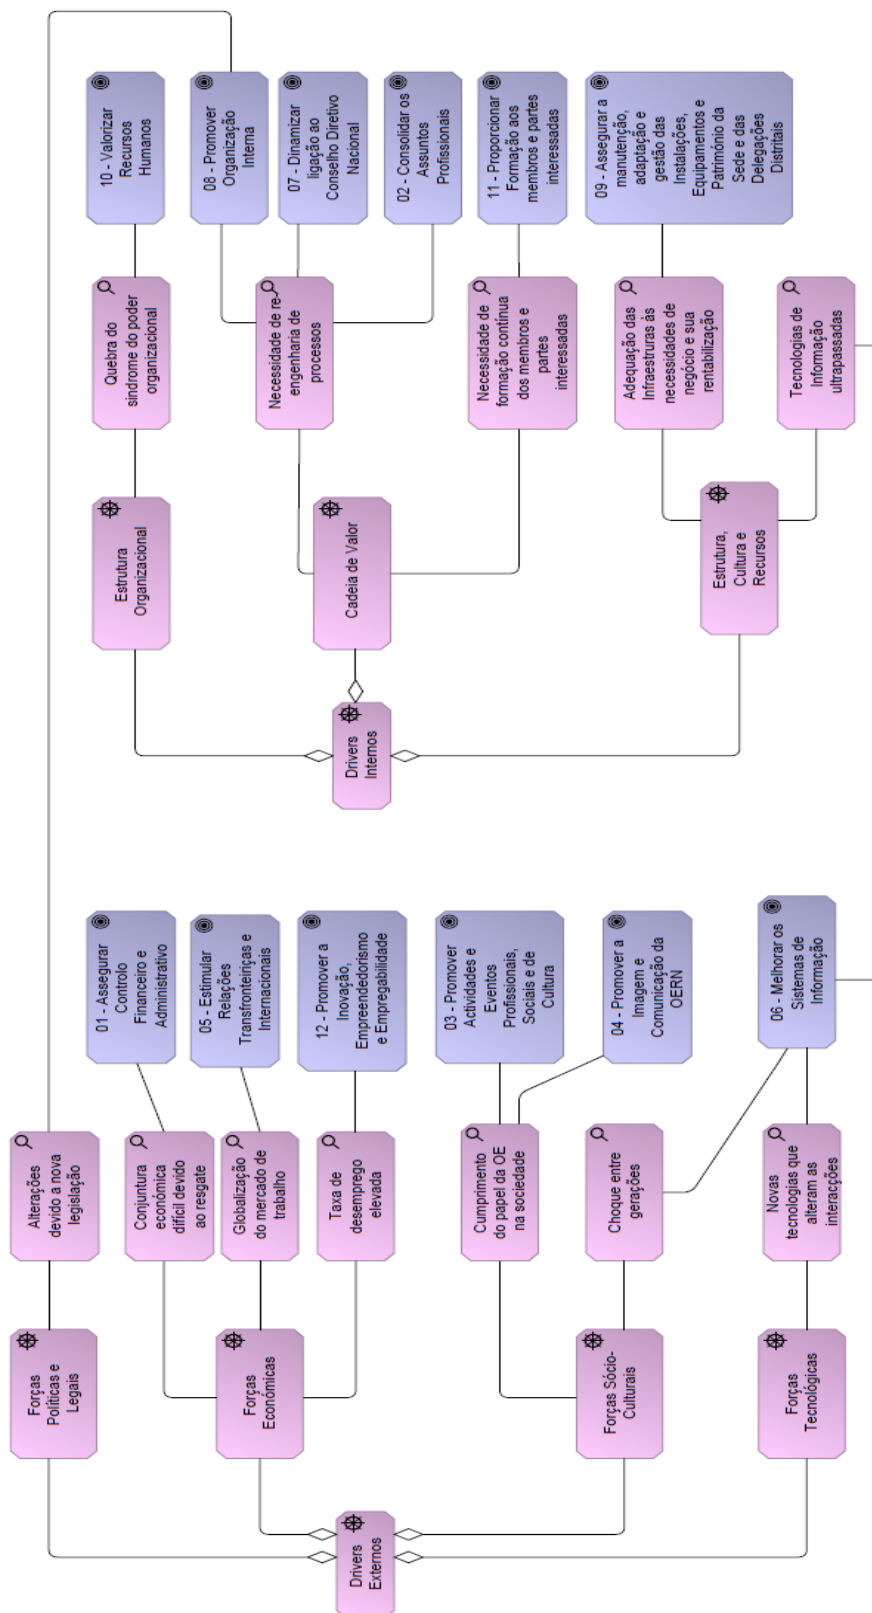 Drivers
Externos
Forças
Políticas e
Legais
Forças
Económicas
Forças Sócio-
Culturais
Forças
Tecnológicas
Alterações
devido a nova
legislação
Conjuntura
económica
difícil devido
ao resgate
Globalização
do mercado de
trabalho
Taxa de
desemprego
elevada
Cumprimento
do papel da OE
na sociedade
Choque entre
gerações
Novas
tecnologias que
alteram as
interacções
01 - Assegurar
Controlo
Financeiro e
Administrativo
05 - Estimular
Relações
Transfronteiriças e
Internacionais
12 - Promover a
Inovação,
Empreendedorismo
e Empregabilidade
03 - Promover
Actividades e
Eventos
Profissionais,
Sociais e de
Cultura
04 - Promover a
Imagem e
Comunicação da
OERN
06 - Melhorar os
Sistemas de
Informação
Drivers
Internos
Estrutura
Organizacional
Cadeia de Valor
Estrutura,
Cultura e
Recursos
Quebra do
síndrome do poder
organizacional
Necessidade de re-
engenharia de
processos
Necessidade de
formação contínua
dos membros e
partes
interessadas
Adequação das
Infraestruras às
necessidades de
negócio e sua
rentabilização
Tecnologias de
Informação
ultrapassadas
10 - Valorizar
Recursos
Humanos
08 - Promover
Organização
Interna
07 - Dinamizar
ligação ao
Conselho Diretivo
Nacional
02 - Consolidar os
Assuntos
Profissionais
11 - Proporcionar
Formação aos
membros e partes
interessadas
09 - Assegurar a
manutenção,
adaptação e
gestão das
Instalações,
Equipamentos e
Património da
Sede e das
Delegações
Distritais